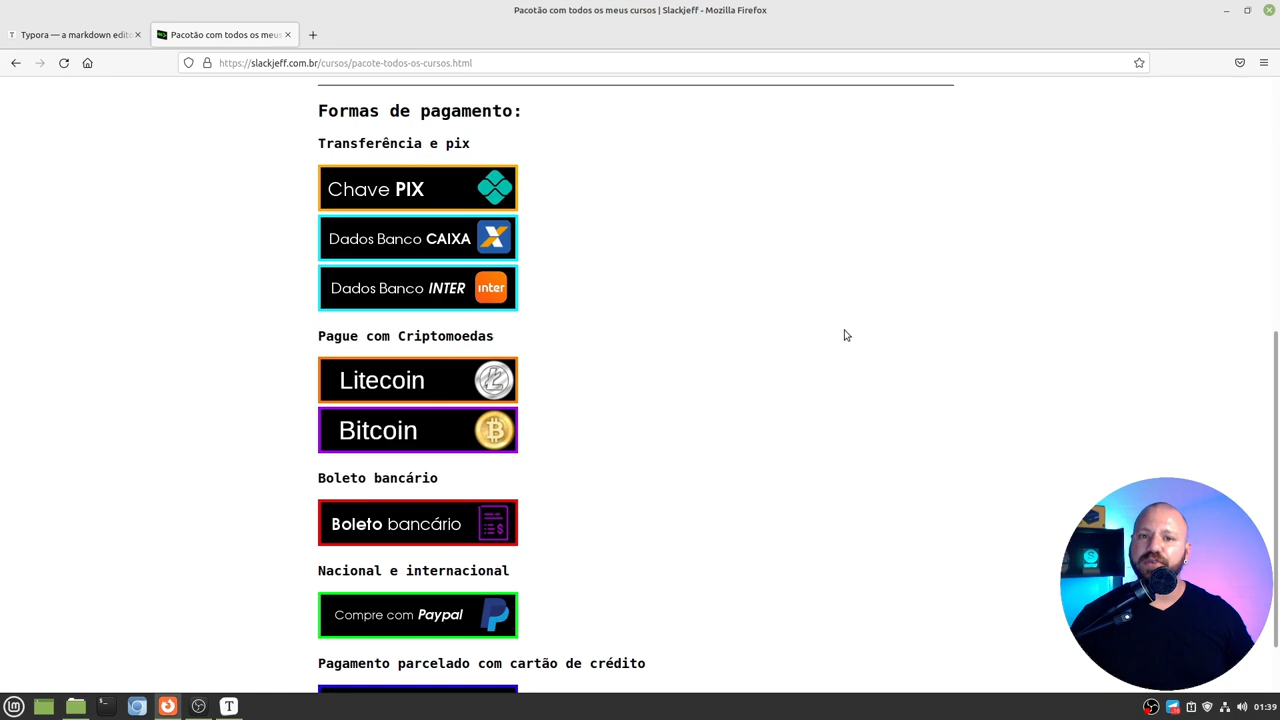 Pacotão com todos os meus cursos | Slackjeff - Mozilla Firefox
Typora — a markdown edito
Pacotão com todos os meus
https://slackjeff.com.br/cursos/pacote-todos-os-cursos.html
Formas de pagamento:
Transferência e pix
Chave PIX
Dados Banco CAIXA
Dados Banco INTER
inter
Pague com Criptomoedas
Litecoin
Bitcoin
Boleto bancário
Boleto bancário
Nacional e internacional
Compre com Paypal
Pagamento parcelado com cartão de crédito
01:39